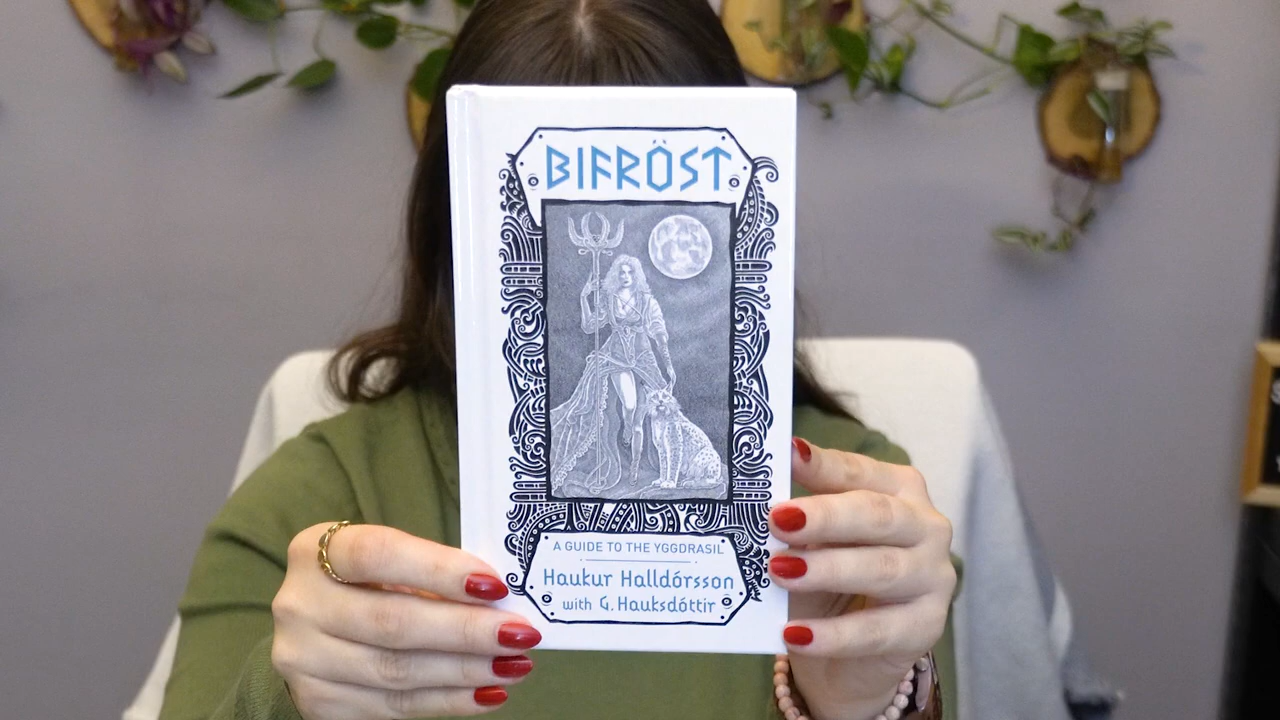 BIFRÖST
A GUIDE TO THE YGGDRASIL
Haukur Halldórsson
with G. Hauksdóttir